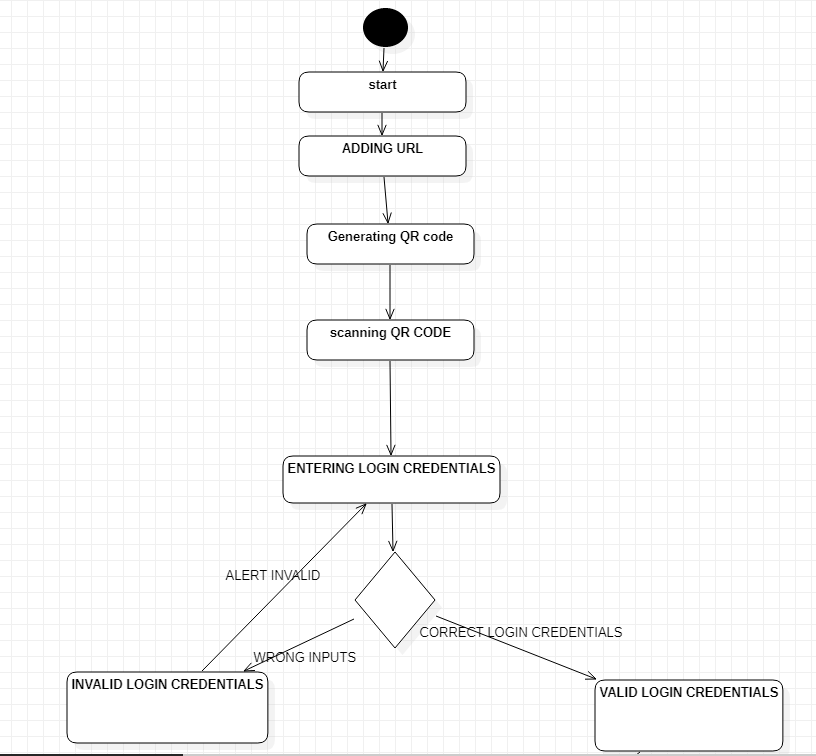 start
ADDING URL
Generating QR code
scanning QR CODE
ENTERING LOGIN CREDENTIALS
ALERT INVALID
CORRECT LOGIN CREDENTIALS
WRONG INPUTS
INVALID LOGIN CREDENTIALS
VALID LOGIN CREDENTIALS